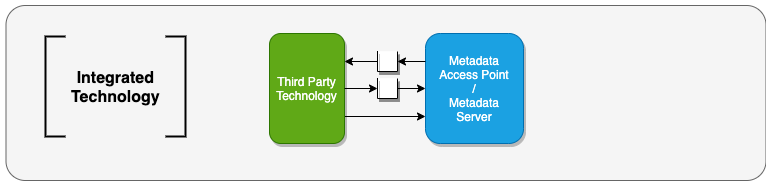 Integrated
Technology
Third Party
Technology
Metadata
Access Point
/
Metadata
Server